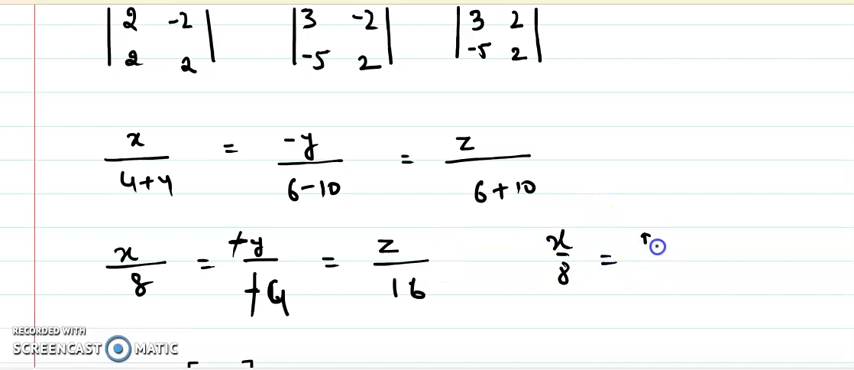 | 2 -2 | | 3 -2 | | 3 2 |
| 2 2 | | -5 2 | | -5 2 |
x/4+4 = -y/6-10 = z/6+10
x/8 = +y/+4 = z/16 x/8 =
RECORDED WITH
SCREENCAST MATIC